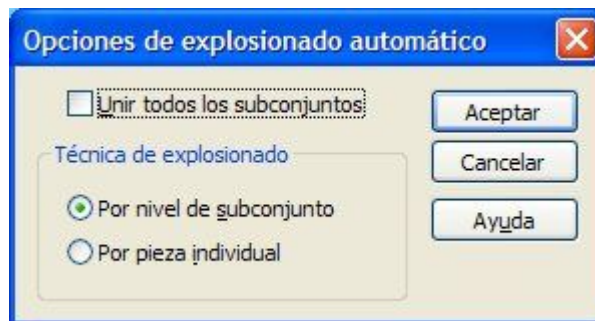 Opciones de explosionado automático
Unir todos los subconjuntos
Aceptar
Técnica de explosionado
Cancelar
Por nivel de subconjunto
Ayuda
Por pieza individual